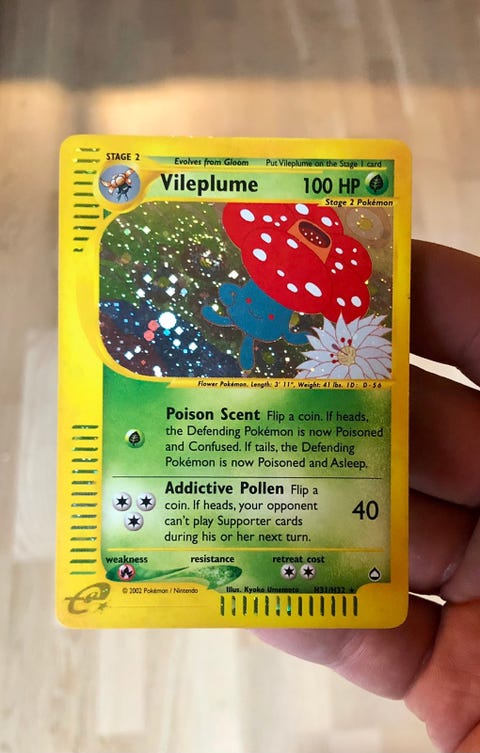 STAGE 2 Evolves from Gloom Put Vileplume on the Stage 1 card
Vileplume 100 HP
Stage 2 Pokémon
Flower Pokémon. Length: 3' 11", Weight: 41 lbs. ID: D-56
Poison Scent Flip a coin. If heads,
the Defending Pokémon is now Poisoned
and Confused. If tails, the Defending
Pokémon is now Poisoned and Asleep.
Addictive Pollen Flip a
coin. If heads, your opponent
can't play Supporter cards
during his or her next turn.
40
weakness resistance retreat cost
© 2002 Pokémon / Nintendo Illus. Kyoko Umemoto H31/H32
e